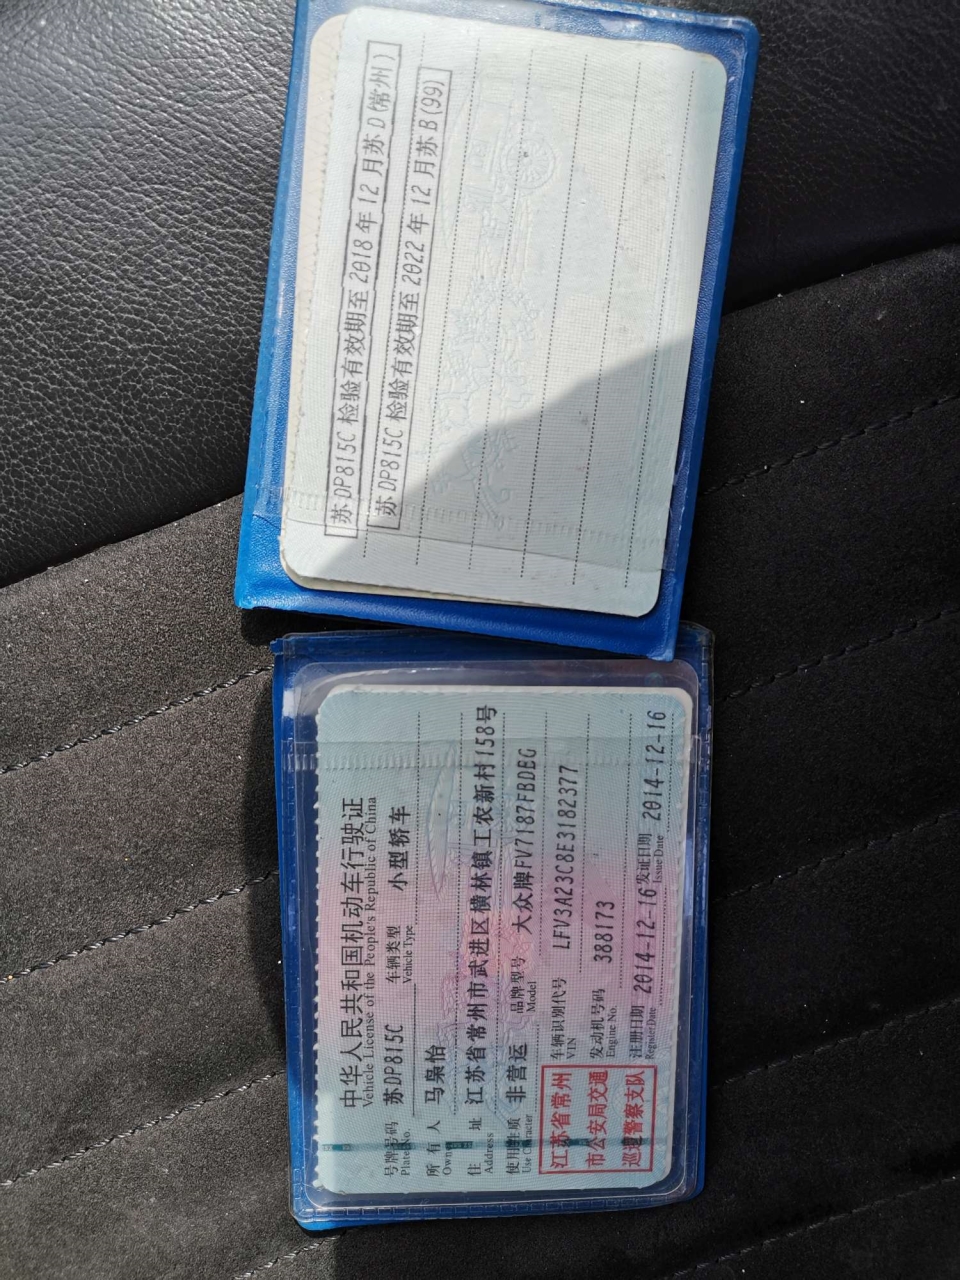 苏DP815C 检验有效期至 2018 年 12 月苏 D (常州)
苏DP815C 检验有效期至 2022 年 12 月苏 B (99)
中华人民共和国机动车行驶证
Vehicle License of the People's Republic of China
号牌号码 苏DP815C 车辆类型 小型轿车
Plate No. Vehicle Type
所有人 马枭怡
Owner
住址 江苏省常州市武进区横林镇工农新村158号
Address
使用性质 非营运 品牌型号 大众牌FV7187FBDEG
Use Character Model
江苏省常州
市公安局交通
巡逻警察支队
车辆识别代号 LFV3A23C8E3182377
VIN
发动机号码 388173
Engine No.
注册日期 2014-12-16 发证日期 2014-12-16
Register Date Issue Date